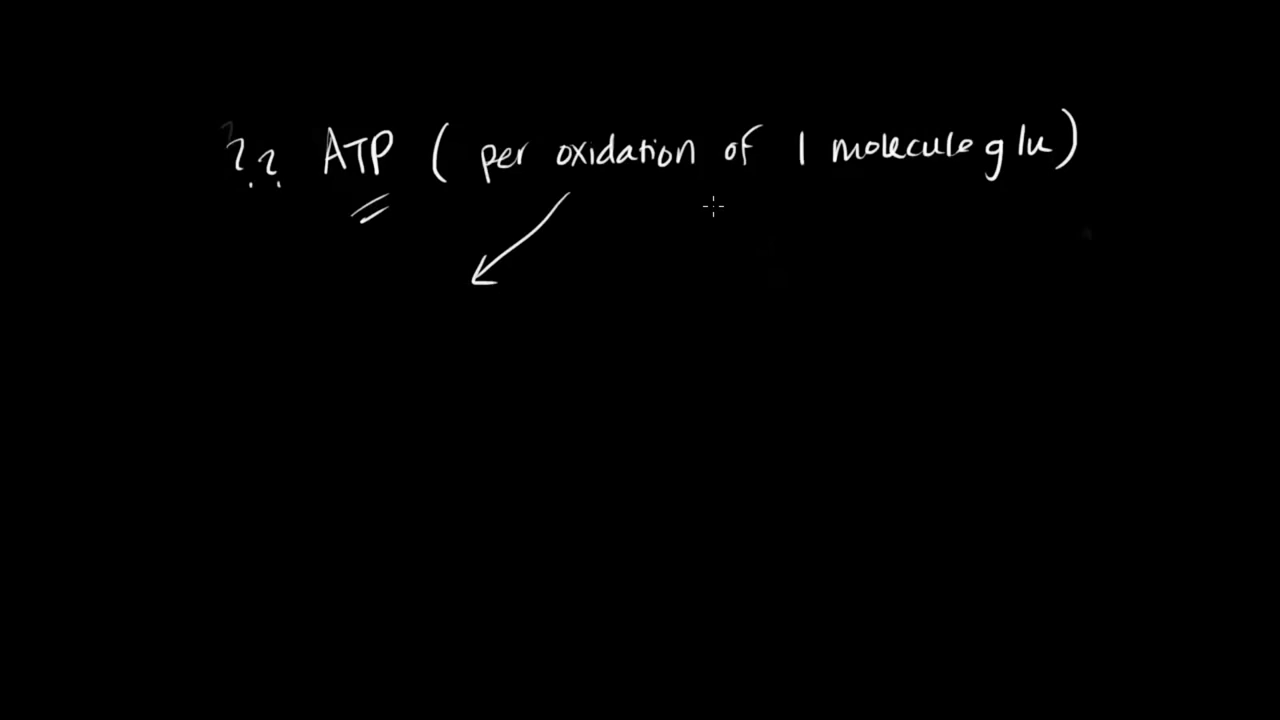 ?? ATP ( per oxidation of 1 molecule glu)